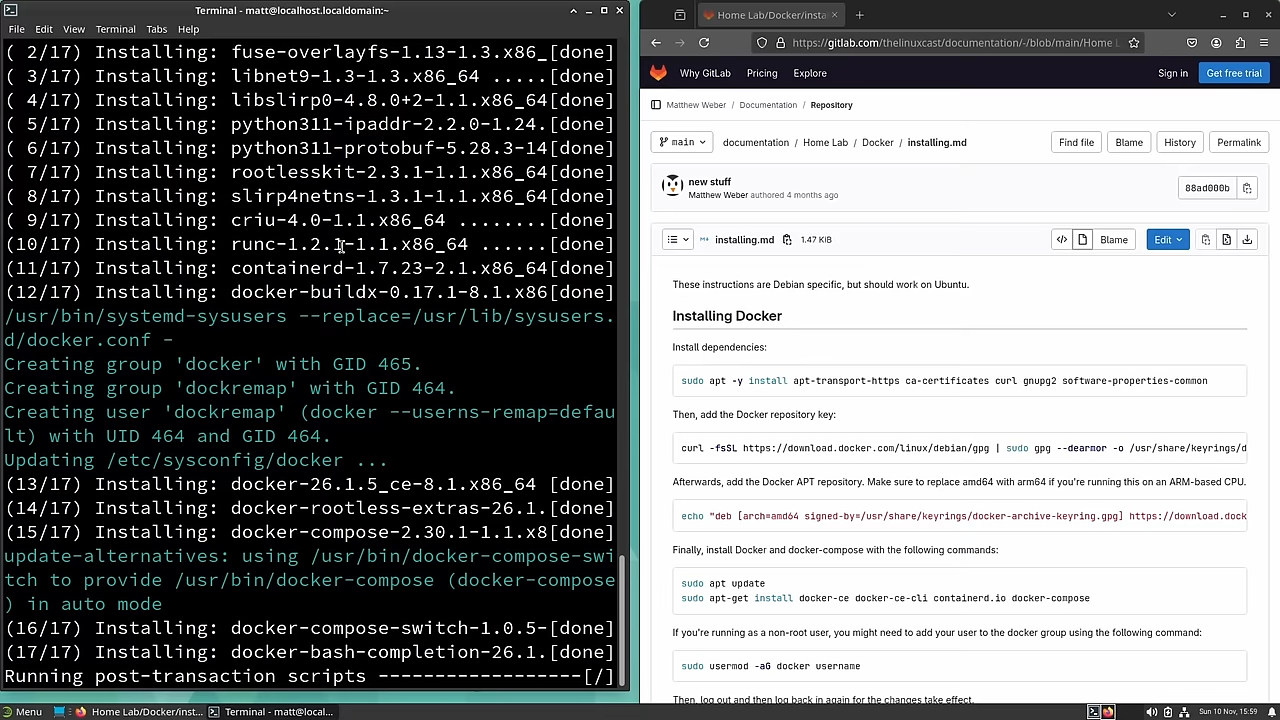 Terminal - matt@localhost.localdomain:~
File Edit View Terminal Tabs Help
( 2/17) Installing: fuse-overlayfs-1.13-1.3.x86_[done]
( 3/17) Installing: libnet9-1.3-1.3.x86_64 .....[done]
( 4/17) Installing: libslirp0-4.8.0+2-1.1.x86_64[done]
( 5/17) Installing: python311-ipaddr-2.2.0-1.24.[done]
( 6/17) Installing: python311-protobuf-5.28.3-14[done]
( 7/17) Installing: rootlesskit-2.3.1-1.1.x86_64[done]
( 8/17) Installing: slirp4netns-1.3.1-1.1.x86_64[done]
( 9/17) Installing: criu-4.0-1.1.x86_64 ........[done]
(10/17) Installing: runc-1.2.1-1.1.x86_64 ......[done]
(11/17) Installing: containerd-1.7.23-2.1.x86_64[done]
(12/17) Installing: docker-buildx-0.17.1-8.1.x86[done]
/usr/bin/systemd-sysusers --replace=/usr/lib/sysusers.
d/docker.conf -
Creating group 'docker' with GID 465.
Creating group 'dockremap' with GID 464.
Creating user 'dockremap' (docker --userns-remap=defau
lt) with UID 464 and GID 464.
Updating /etc/sysconfig/docker ...
(13/17) Installing: docker-26.1.5_ce-8.1.x86_64 [done]
(14/17) Installing: docker-rootless-extras-26.1.[done]
(15/17) Installing: docker-compose-2.30.1-1.1.x8[done]
update-alternatives: using /usr/bin/docker-compose-swi
tch to provide /usr/bin/docker-compose (docker-compose
) in auto mode
(16/17) Installing: docker-compose-switch-1.0.5-[done]
(17/17) Installing: docker-bash-completion-26.1.[done]
Running post-transaction scripts ------------------[/]
Home Lab/Docker/insta
https://gitlab.com/thelinuxcast/documentation/-/blob/main/Home L
Why GitLab Pricing Explore Sign in Get free trial
Matthew Weber / Documentation / Repository
main documentation / Home Lab / Docker / installing.md Find file Blame History Permalink
new stuff
Matthew Weber authored 4 months ago
88ad000b
installing.md 1.47 KiB Blame Edit
These instructions are Debian specific, but should work on Ubuntu.
Installing Docker
Install dependencies:
sudo apt -y install apt-transport-https ca-certificates curl gnupg2 software-properties-common
Then, add the Docker repository key:
curl -fsSL https://download.docker.com/linux/debian/gpg | sudo gpg --dearmor -o /usr/share/keyrings/d
Afterwards, add the Docker APT repository. Make sure to replace amd64 with arm64 if you're running this on an ARM-based CPU.
echo "deb [arch=amd64 signed-by=/usr/share/keyrings/docker-archive-keyring.gpg] https://download.dock
Finally, install Docker and docker-compose with the following commands:
sudo apt update
sudo apt-get install docker-ce docker-ce-cli containerd.io docker-compose
If you're running as a non-root user, you might need to add your user to the docker group using the following command:
sudo usermod -aG docker username
Then, log out and then log back in again for the changes take effect.
Menu Home Lab/Docker/inst... Terminal - matt@local... Sun 10 Nov, 15:59